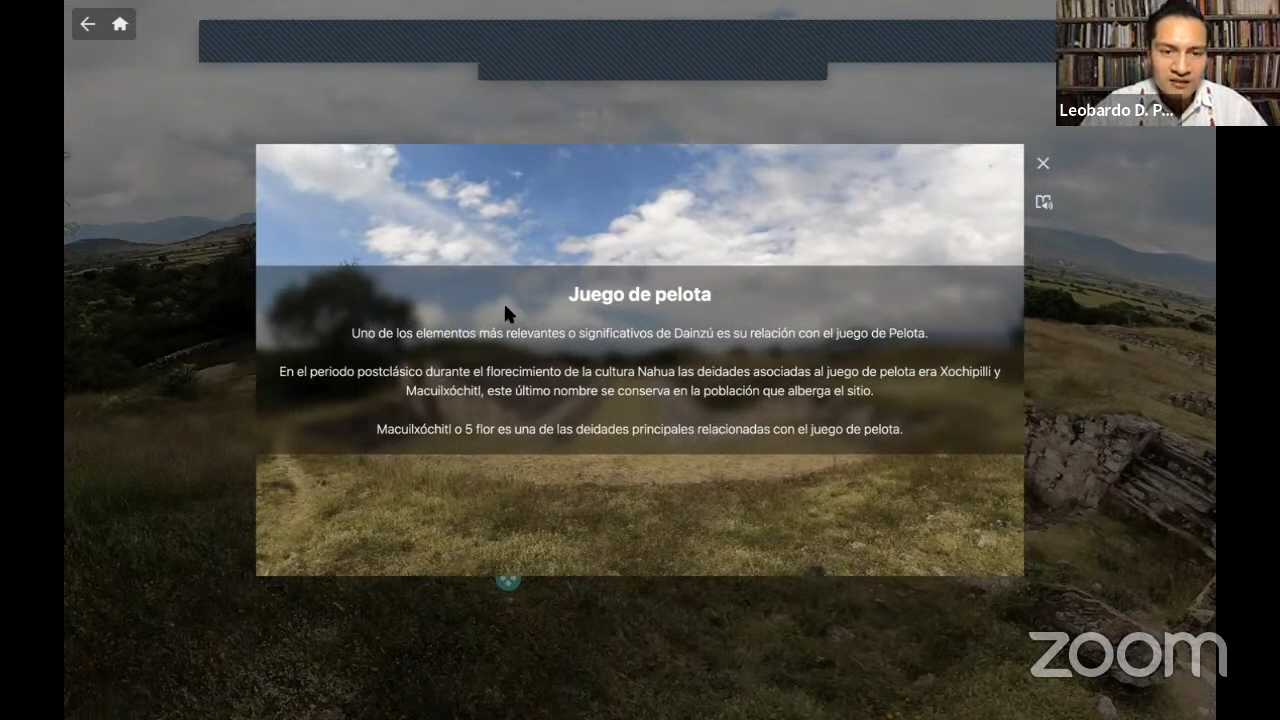 Leobardo D. P...
Juego de pelota
Uno de los elementos más relevantes o significativos de Dainzú es su relación con el juego de Pelota.
En el periodo postclásico durante el florecimiento de la cultura Nahua las deidades asociadas al juego de pelota era Xochipilli y
Macuilxóchitl, este último nombre se conserva en la población que alberga el sitio.
Macuilxóchitl o 5 flor es una de las deidades principales relacionadas con el juego de pelota.
zoom